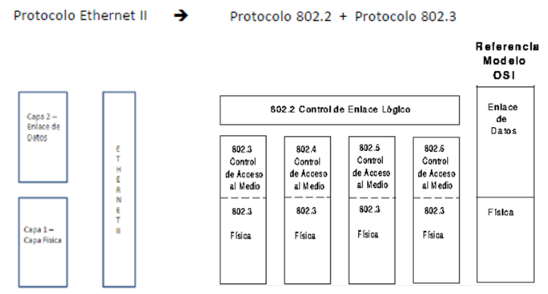 Protocolo Ethernet II → Protocolo 802.2 + Protocolo 802.3
Referencia
Modelo
OSI
Capa 2 –
Enlace de
Datos
Capa 1 –
Capa Física
E
T
H
E
R
N
E
T
II
802.2 Control de Enlace Lógico
802.3
Control
de Acceso
al Medio
802.3
Física
802.4
Control
de Acceso
al Medio
802.3
Física
802.5
Control
de Acceso
al Medio
802.3
Física
802.6
Control
de Acceso
al Medio
802.3
Física
Enlace
de
Datos
Física